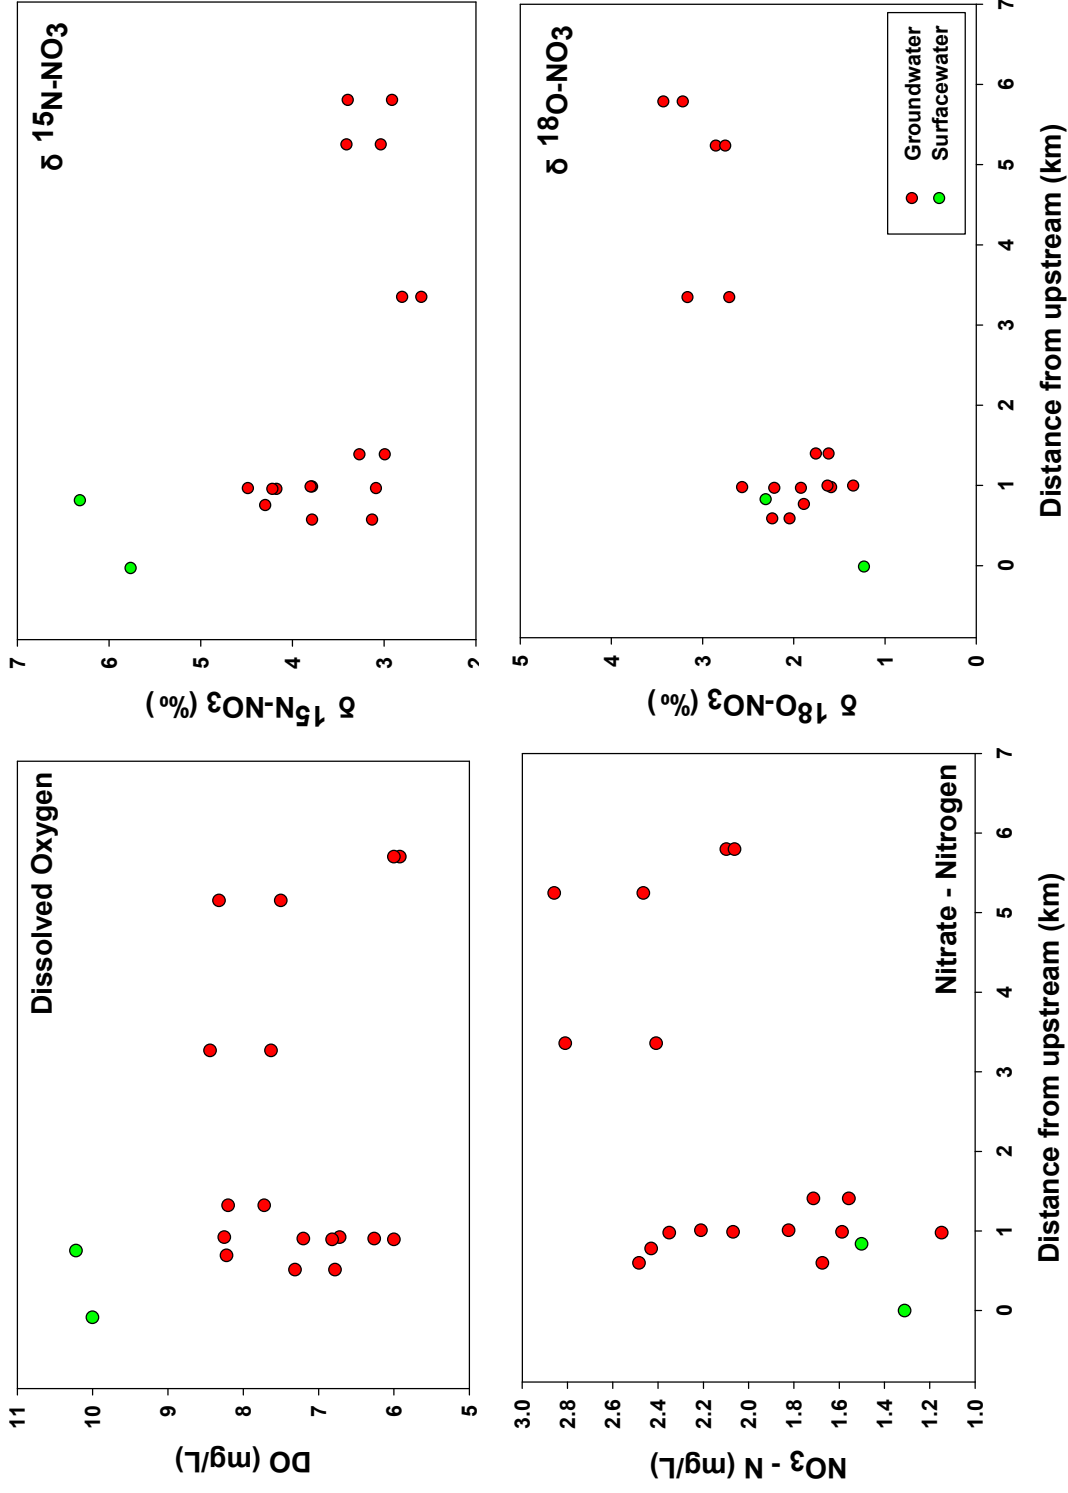 Dissolved Oxygen
DO (mg/L)
11
10
9
8
7
6
5
δ 15N-NO3
δ 15N-NO3 (‰)
7
6
5
4
3
2
Nitrate - Nitrogen
NO3 - N (mg/L)
3.0
2.8
2.6
2.4
2.2
2.0
1.8
1.6
1.4
1.2
1.0
0 1 2 3 4 5 6 7
Distance from upstream (km)
δ 18O-NO3
δ 18O-NO3 (‰)
5
4
3
2
1
0
Groundwater
Surfacewater
0 1 2 3 4 5 6 7
Distance from upstream (km)